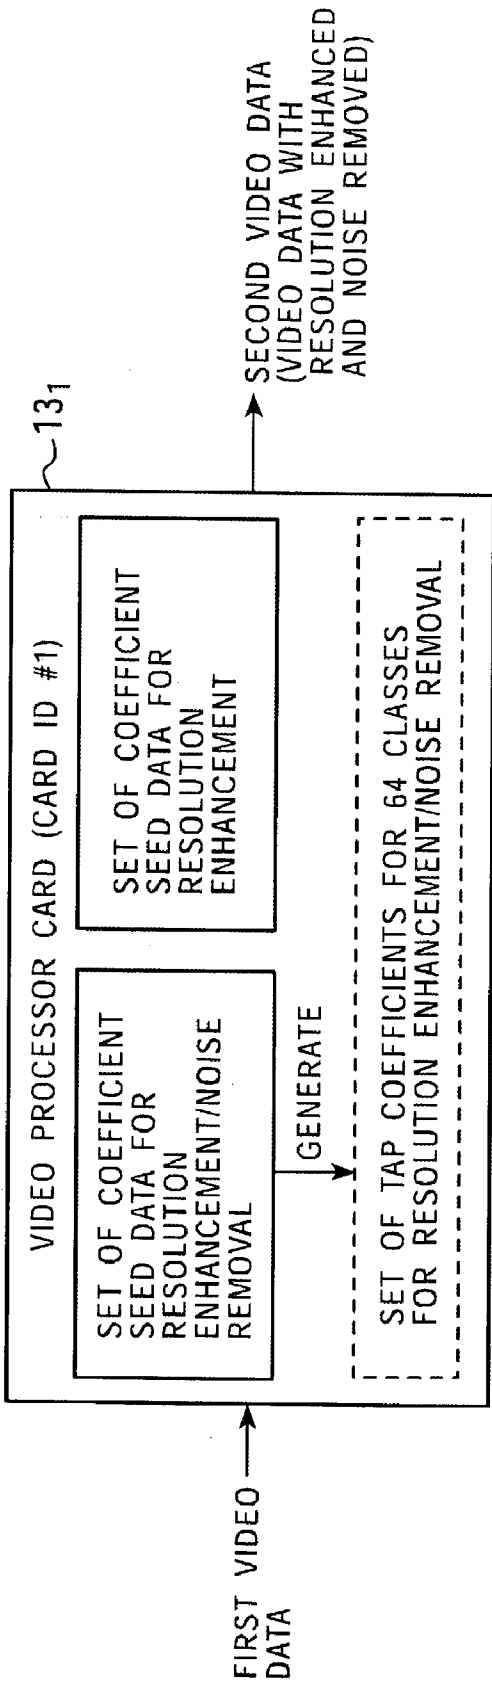 VIDEO PROCESSOR CARD (CARD ID #1)
13₁
FIRST VIDEO
DATA
SET OF COEFFICIENT
SEED DATA FOR
RESOLUTION
ENHANCEMENT/NOISE
REMOVAL
SET OF COEFFICIENT
SEED DATA FOR
RESOLUTION
ENHANCEMENT
GENERATE
SET OF TAP COEFFICIENTS FOR 64 CLASSES
FOR RESOLUTION ENHANCEMENT/NOISE REMOVAL
SECOND VIDEO DATA
(VIDEO DATA WITH
RESOLUTION ENHANCED
AND NOISE REMOVED)